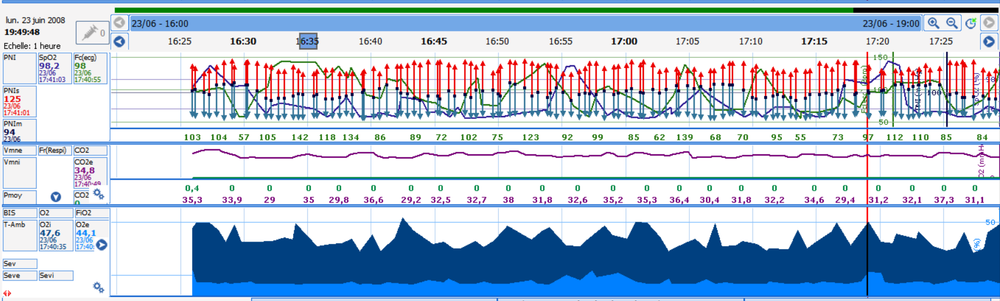 lun. 23 juin 2008
19:49:48
Echelle: 1 heure
0
23/06 - 16:00
23/06 - 19:00
16:25 16:30 16:35 16:40 16:45 16:50 16:55 17:00 17:05 17:10 17:15 17:20 17:25
PNI
SpO2
98,2
23/06
17:41:03
Fc(ecg)
98
23/06
17:40:55
PNIs
125
23/06
17:41:01
PNIm
94
23/06
150
100
50
100
103 104 57 105 142 118 134 86 89 72 102 75 123 92 99 85 62 139 68 70 95 55 73 97 112 110 85 84
Vmne
Fr(Respi)
CO2
Vmni
CO2e
34,8
23/06
17:40:49
Pmoy
CO2
0
0,4 0 0 0 0 0 0 0 0 0 0 0 0 0 0 0 0 0 0 0 0 0 0 0
35,3 33,9 29 35 29,8 36,6 29,2 32,5 32,7 38 31,8 32,6 35,2 35,3 36,4 30,4 31,8 32,2 34,6 29,4 31,2 32,1 37,3 31,1
BIS
O2
FiO2
T-Amb
O2i
47,6
23/06
17:40:35
O2e
44,1
23/06
17:40:
Sev
Seve
Sevi
50
(%)